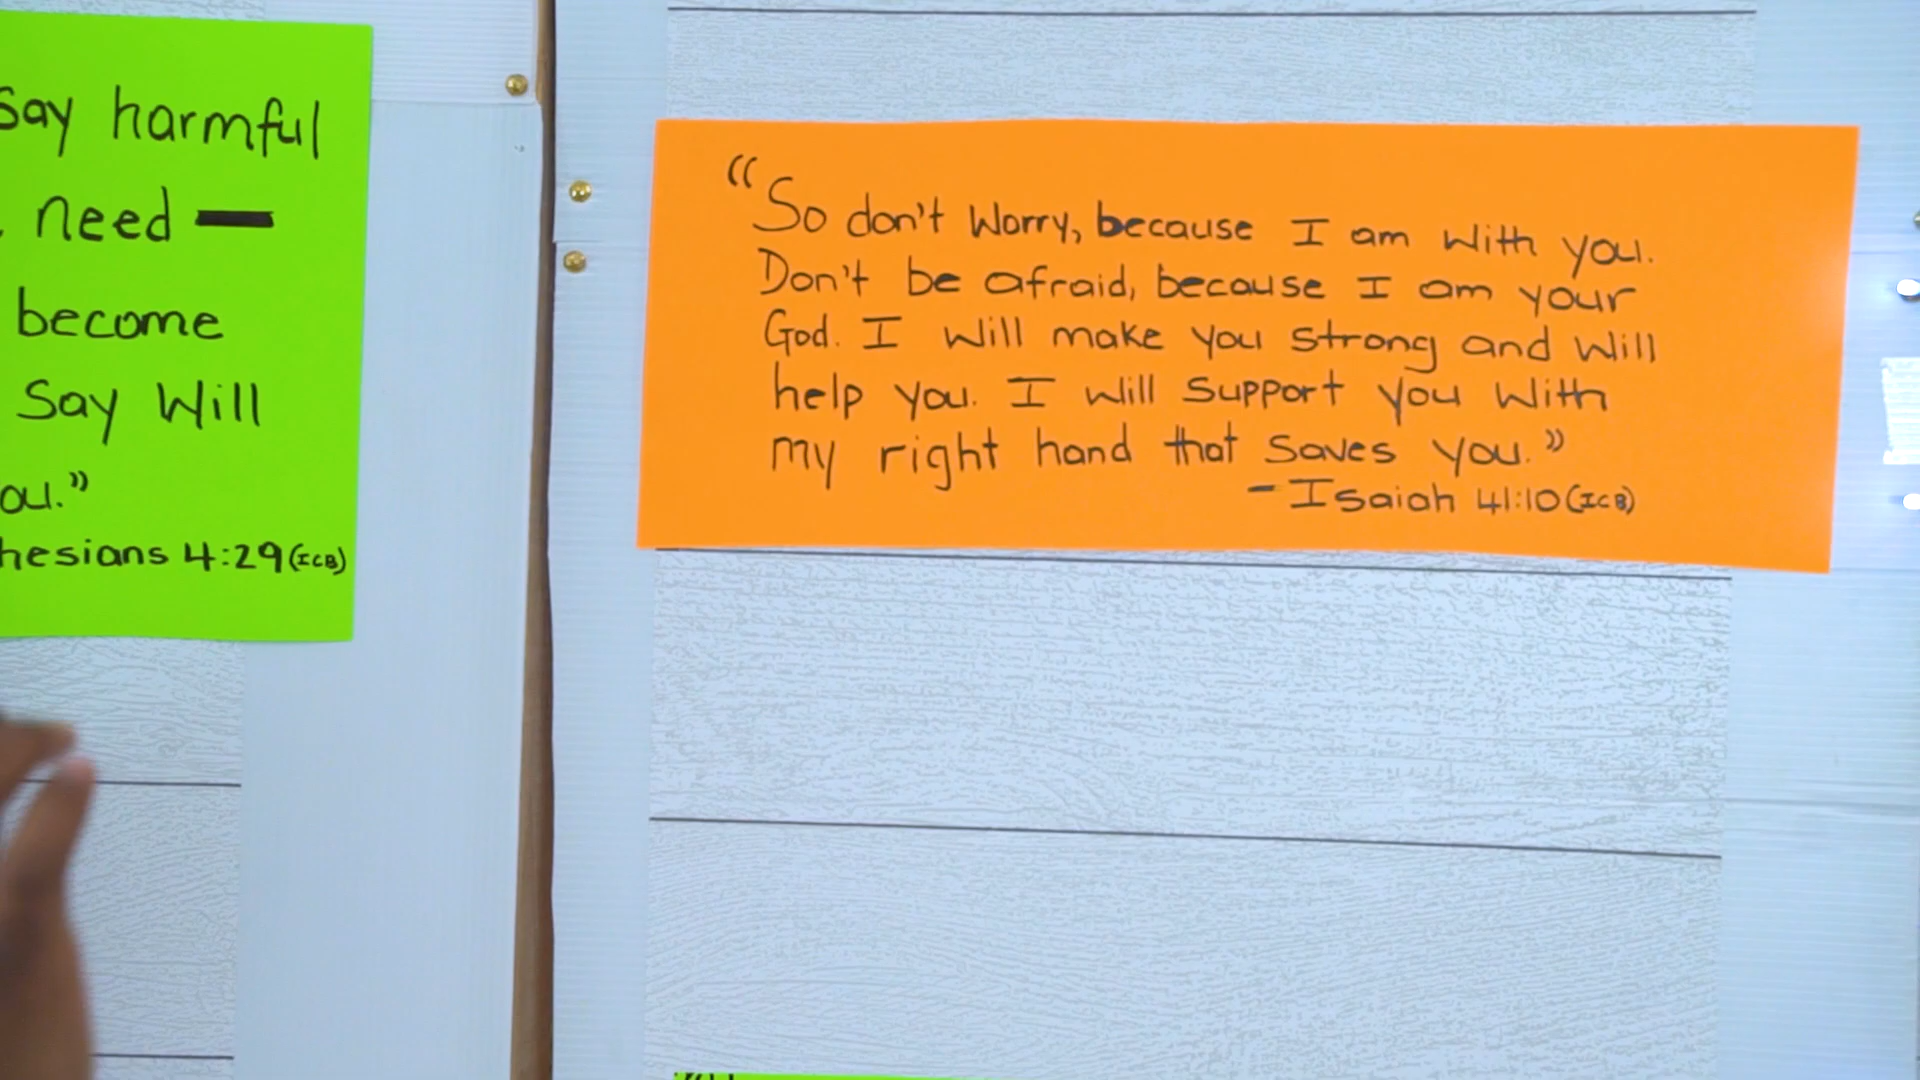 Say harmful
need —
become
Say Will
ou."
hesians 4:29 (ICB)
"So don't worry, because I am with you.
Don't be afraid, because I am your
God. I will make you strong and will
help you. I will support you with
my right hand that saves you."
- Isaiah 41:10 (ICB)